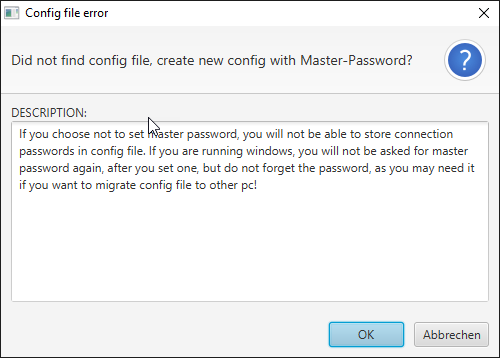 Config file error
Did not find config file, create new config with Master-Password?
DESCRIPTION:
If you choose not to set master password, you will not be able to store connection
passwords in config file. If you are running windows, you will not be asked for master
password again, after you set one, but do not forget the password, as you may need it
if you want to migrate config file to other pc!
OK
Abbrechen